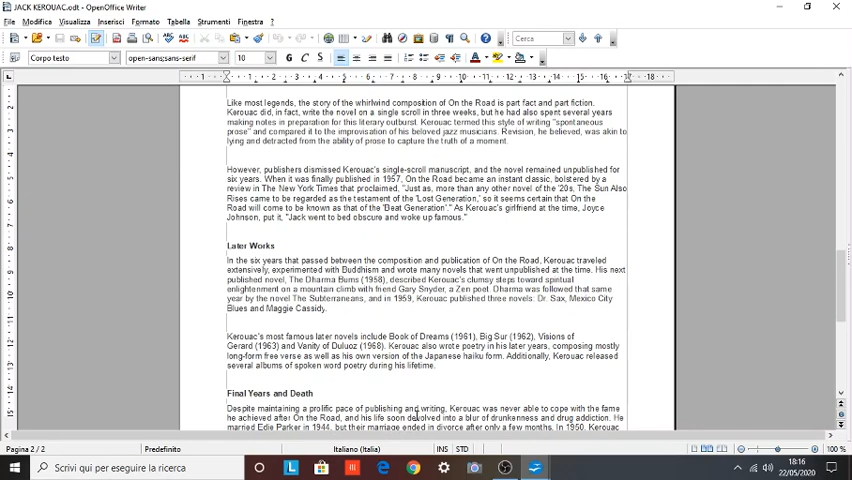 JACK KEROUAC.odt - OpenOffice Writer
File Modifica Visualizza Inserisci Formato Tabella Strumenti Finestra ?
Cerca
Corpo testo open-sans;sans-serif 10 G C S
Like most legends, the story of the whirlwind composition of On the Road is part fact and part fiction.
Kerouac did, in fact, write the novel on a single scroll in three weeks, but he had also spent several years
making notes in preparation for this literary outburst. Kerouac termed this style of writing "spontaneous
prose" and compared it to the improvisation of his beloved jazz musicians. Revision, he believed, was akin to
lying and detracted from the ability of prose to capture the truth of a moment.
However, publishers dismissed Kerouac's single-scroll manuscript, and the novel remained unpublished for
six years. When it was finally published in 1957, On the Road became an instant classic, bolstered by a
review in The New York Times that proclaimed, "Just as, more than any other novel of the '20s, The Sun Also
Rises came to be regarded as the testament of the 'Lost Generation,' so it seems certain that On the
Road will come to be known as that of the 'Beat Generation'." As Kerouac's girlfriend at the time, Joyce
Johnson, put it, "Jack went to bed obscure and woke up famous."
Later Works
In the six years that passed between the composition and publication of On the Road, Kerouac traveled
extensively, experimented with Buddhism and wrote many novels that went unpublished at the time. His next
published novel, The Dharma Bums (1958), described Kerouac's clumsy steps toward spiritual
enlightenment on a mountain climb with friend Gary Snyder, a Zen poet. Dharma was followed that same
year by the novel The Subterraneans, and in 1959, Kerouac published three novels: Dr. Sax, Mexico City
Blues and Maggie Cassidy.
Kerouac's most famous later novels include Book of Dreams (1961), Big Sur (1962), Visions of
Gerard (1963) and Vanity of Duluoz (1968). Kerouac also wrote poetry in his later years, composing mostly
long-form free verse as well as his own version of the Japanese haiku form. Additionally, Kerouac released
several albums of spoken word poetry during his lifetime.
Final Years and Death
Despite maintaining a prolific pace of publishing and writing, Kerouac was never able to cope with the fame
he achieved after On the Road, and his life soon devolved into a blur of drunkenness and drug addiction. He
married Edie Parker in 1944, but their marriage ended in divorce after only a few months. In 1950, Kerouac
Pagina 2 / 2 Predefinito Italiano (Italia) INS STD 100 %
Scrivi qui per eseguire la ricerca
18:16
22/05/2020